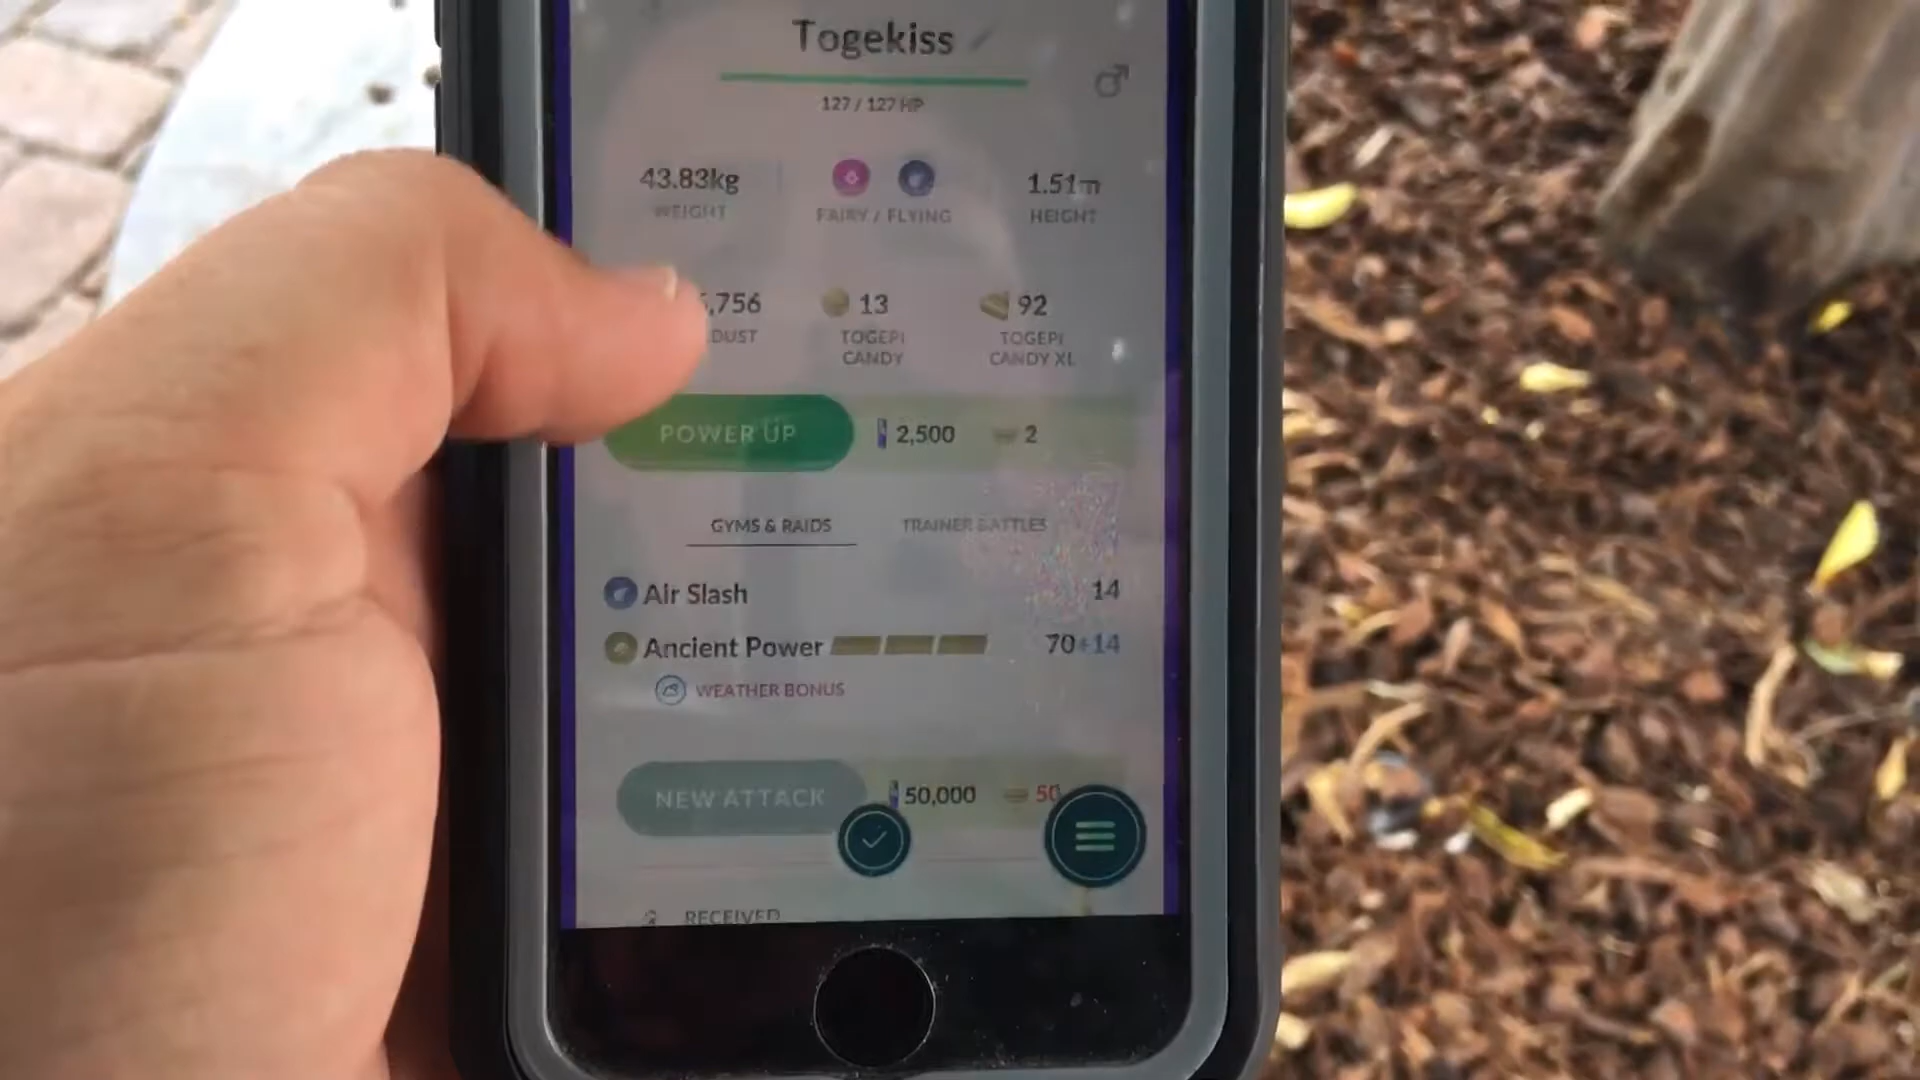 Togekiss
127 / 127 HP
43.83kg
WEIGHT
FAIRY / FLYING
1.51m
HEIGHT
,756
DUST
13
TOGEPI
CANDY
92
TOGEPI
CANDY XL
POWER UP
2,500
2
GYMS & RAIDS
TRAINER BATTLES
Air Slash
14
Ancient Power
70+14
WEATHER BONUS
NEW ATTACK
50,000
50
RECEIVED